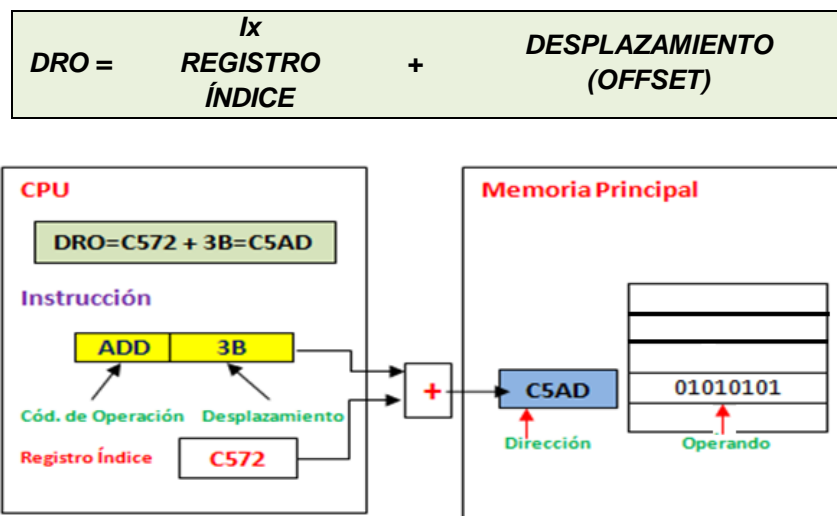 Ix
DRO = REGISTRO + DESPLAZAMIENTO
ÍNDICE (OFFSET)
CPU
DRO=C572 + 3B=C5AD
Instrucción
ADD 3B
Cód. de Operación Desplazamiento
Registro Índice C572
+
Memoria Principal
C5AD 01010101
Dirección Operando